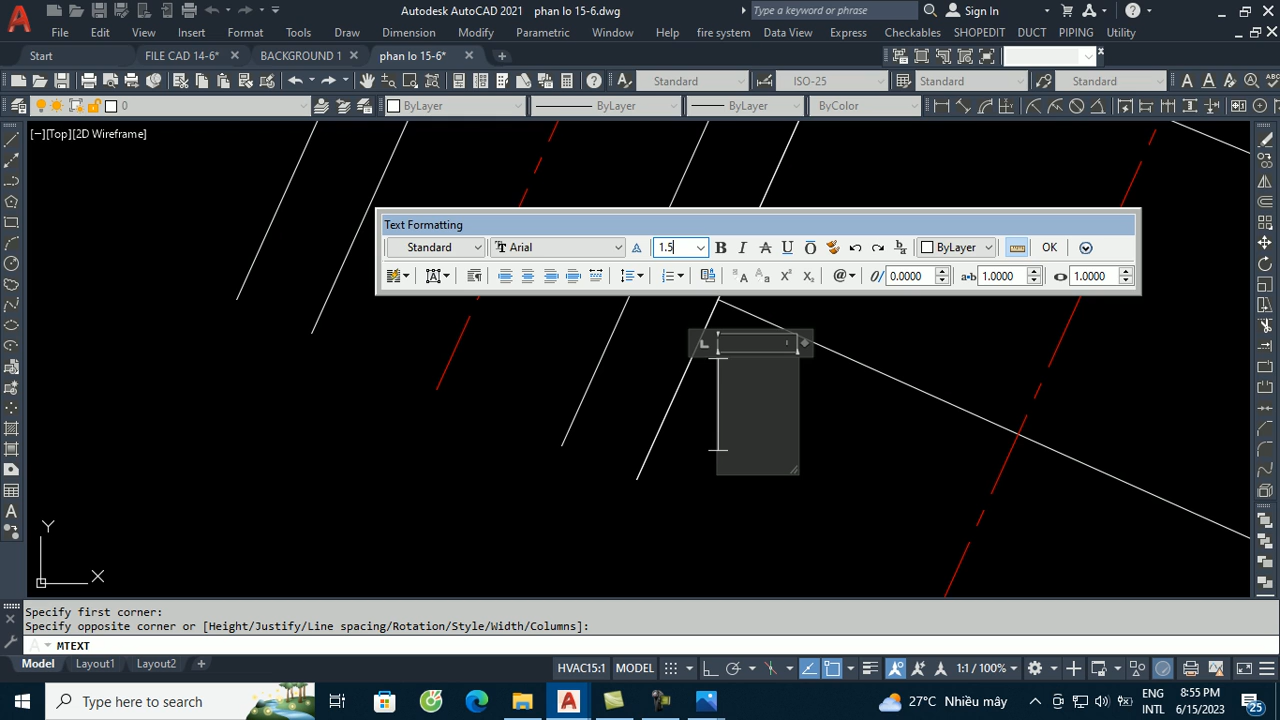 Autodesk AutoCAD 2021 phan lo 15-6.dwg
Type a keyword or phrase
Sign In
File Edit View Insert Format Tools Draw Dimension Modify Parametric Window Help fire system Data View Express Checkables SHOPEDIT DUCT PIPING Utility
Start FILE CAD 14-6* BACKGROUND 1 phan lo 15-6*
Standard ISO-25 Standard Standard
0 ByLayer ByLayer ByLayer ByColor
[−][Top][2D Wireframe]
Text Formatting
Standard Arial 1.5 B I A U O ByLayer OK
@ 0/ 0.0000 a•b 1.0000 1.0000
Y
X
Specify first corner:
Specify opposite corner or [Height/Justify/Line spacing/Rotation/Style/Width/Columns]:
MTEXT
Model Layout1 Layout2 + HVAC15:1 MODEL 1:1 / 100%
Type here to search
27°C Nhiều mây
ENG
INTL
8:55 PM
6/15/2023
25